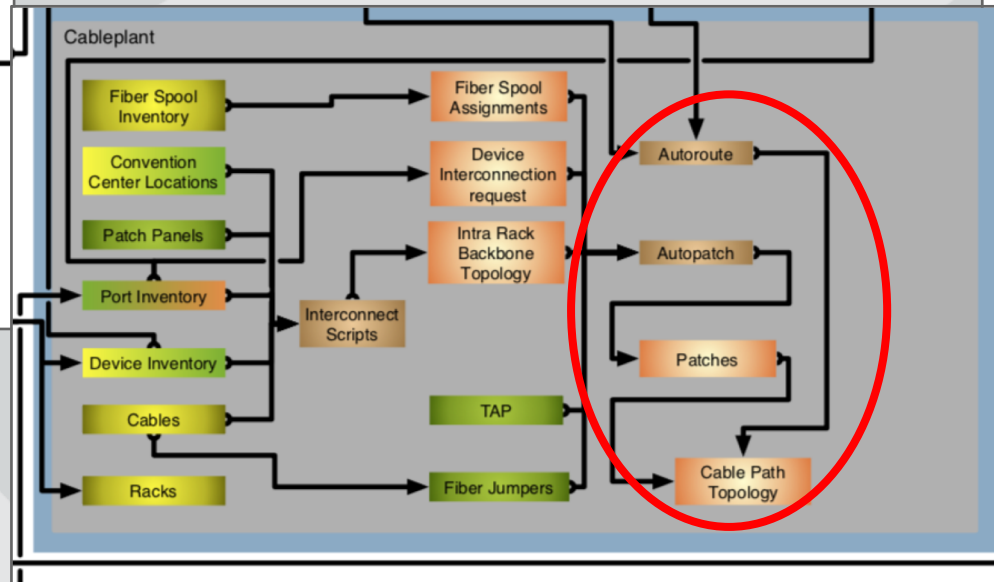 Cableplant
Fiber Spool
Inventory
Convention
Center Locations
Patch Panels
Port Inventory
Device Inventory
Cables
Racks
Interconnect
Scripts
Fiber Spool
Assignments
Device
Interconnection
request
Intra Rack
Backbone
Topology
TAP
Fiber Jumpers
Autoroute
Autopatch
Patches
Cable Path
Topology